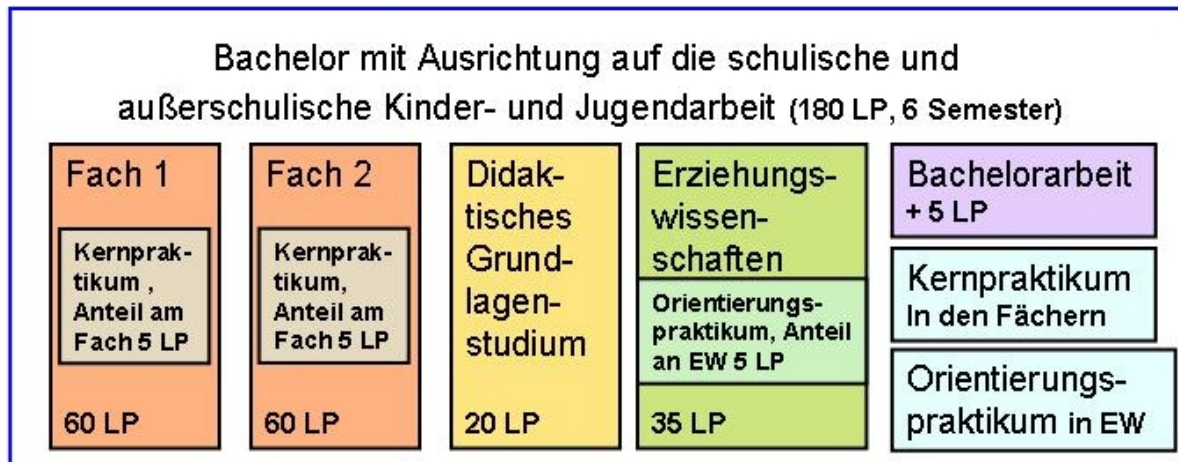 Bachelor mit Ausrichtung auf die schulische und
außerschulische Kinder- und Jugendarbeit (180 LP, 6 Semester)
Fach 1
Kernprak-
tikum ,
Anteil am
Fach 5 LP
60 LP
Fach 2
Kernprak-
tikum,
Anteil am
Fach 5 LP
60 LP
Didak-
tisches
Grund-
lagen-
studium
20 LP
Erziehungs-
wissen-
schaften
Orientierungs-
praktikum, Anteil
an EW 5 LP
35 LP
Bachelorarbeit
+ 5 LP
Kernpraktikum
In den Fächern
Orientierungs-
praktikum in EW